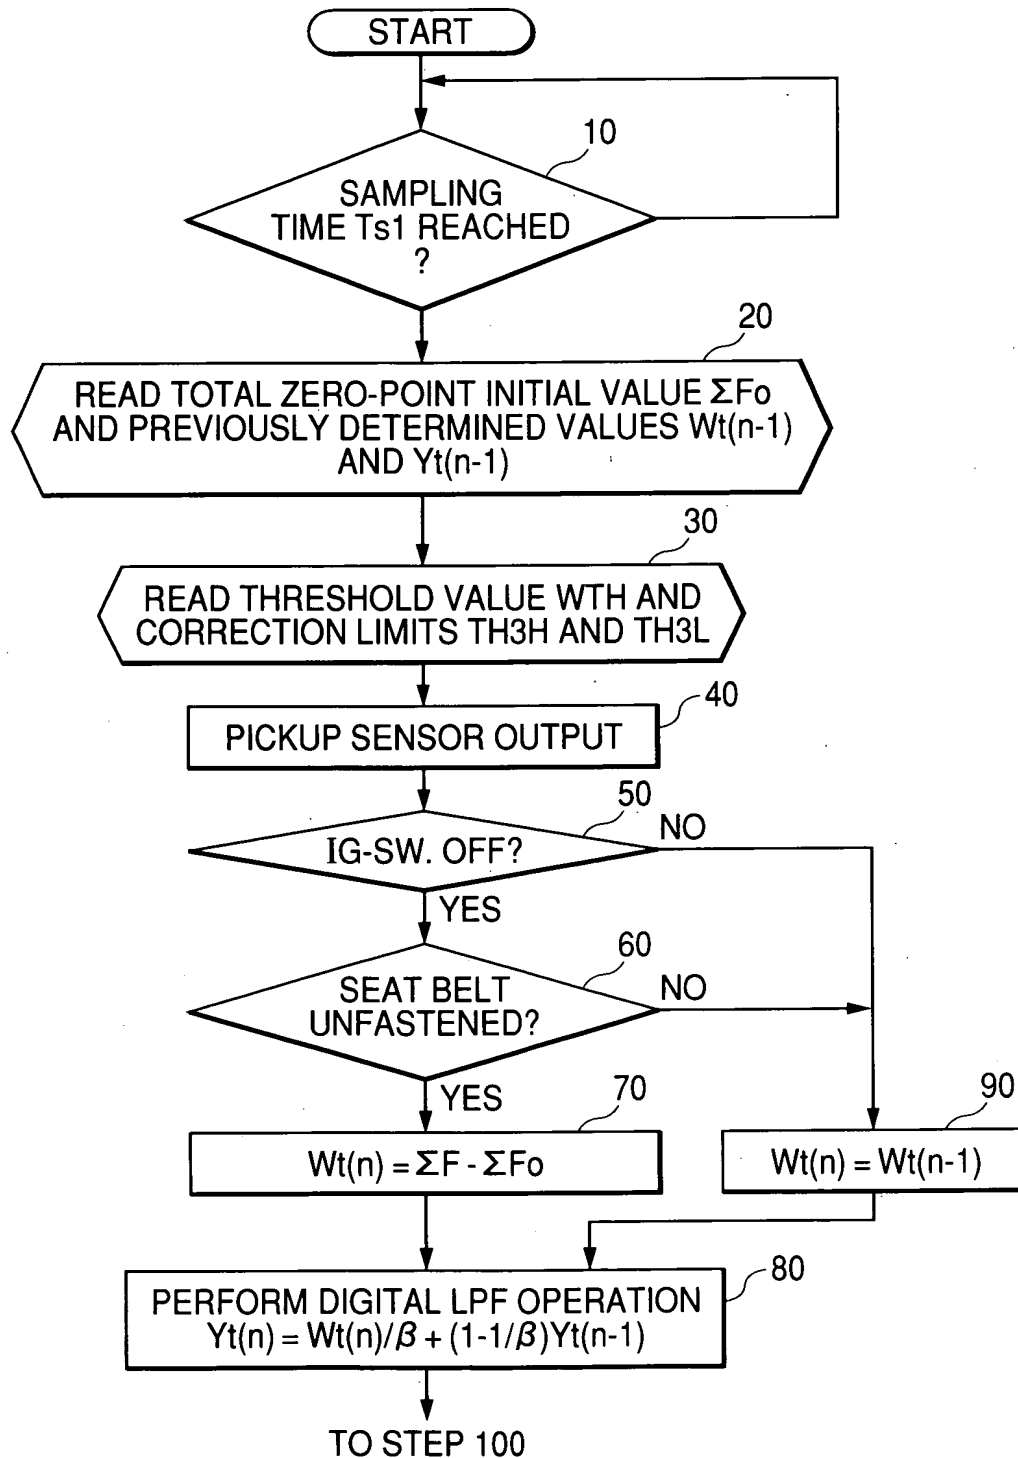 START
10
SAMPLING
TIME Ts1 REACHED
?
20
READ TOTAL ZERO-POINT INITIAL VALUE ΣFo
AND PREVIOUSLY DETERMINED VALUES Wt(n-1)
AND Yt(n-1)
30
READ THRESHOLD VALUE WTH AND
CORRECTION LIMITS TH3H AND TH3L
40
PICKUP SENSOR OUTPUT
50
IG-SW. OFF?
NO
YES
60
SEAT BELT
UNFASTENED?
NO
YES
70
Wt(n) = ΣF - ΣFo
90
Wt(n) = Wt(n-1)
80
PERFORM DIGITAL LPF OPERATION
Yt(n) = Wt(n)/β + (1-1/β)Yt(n-1)
TO STEP 100